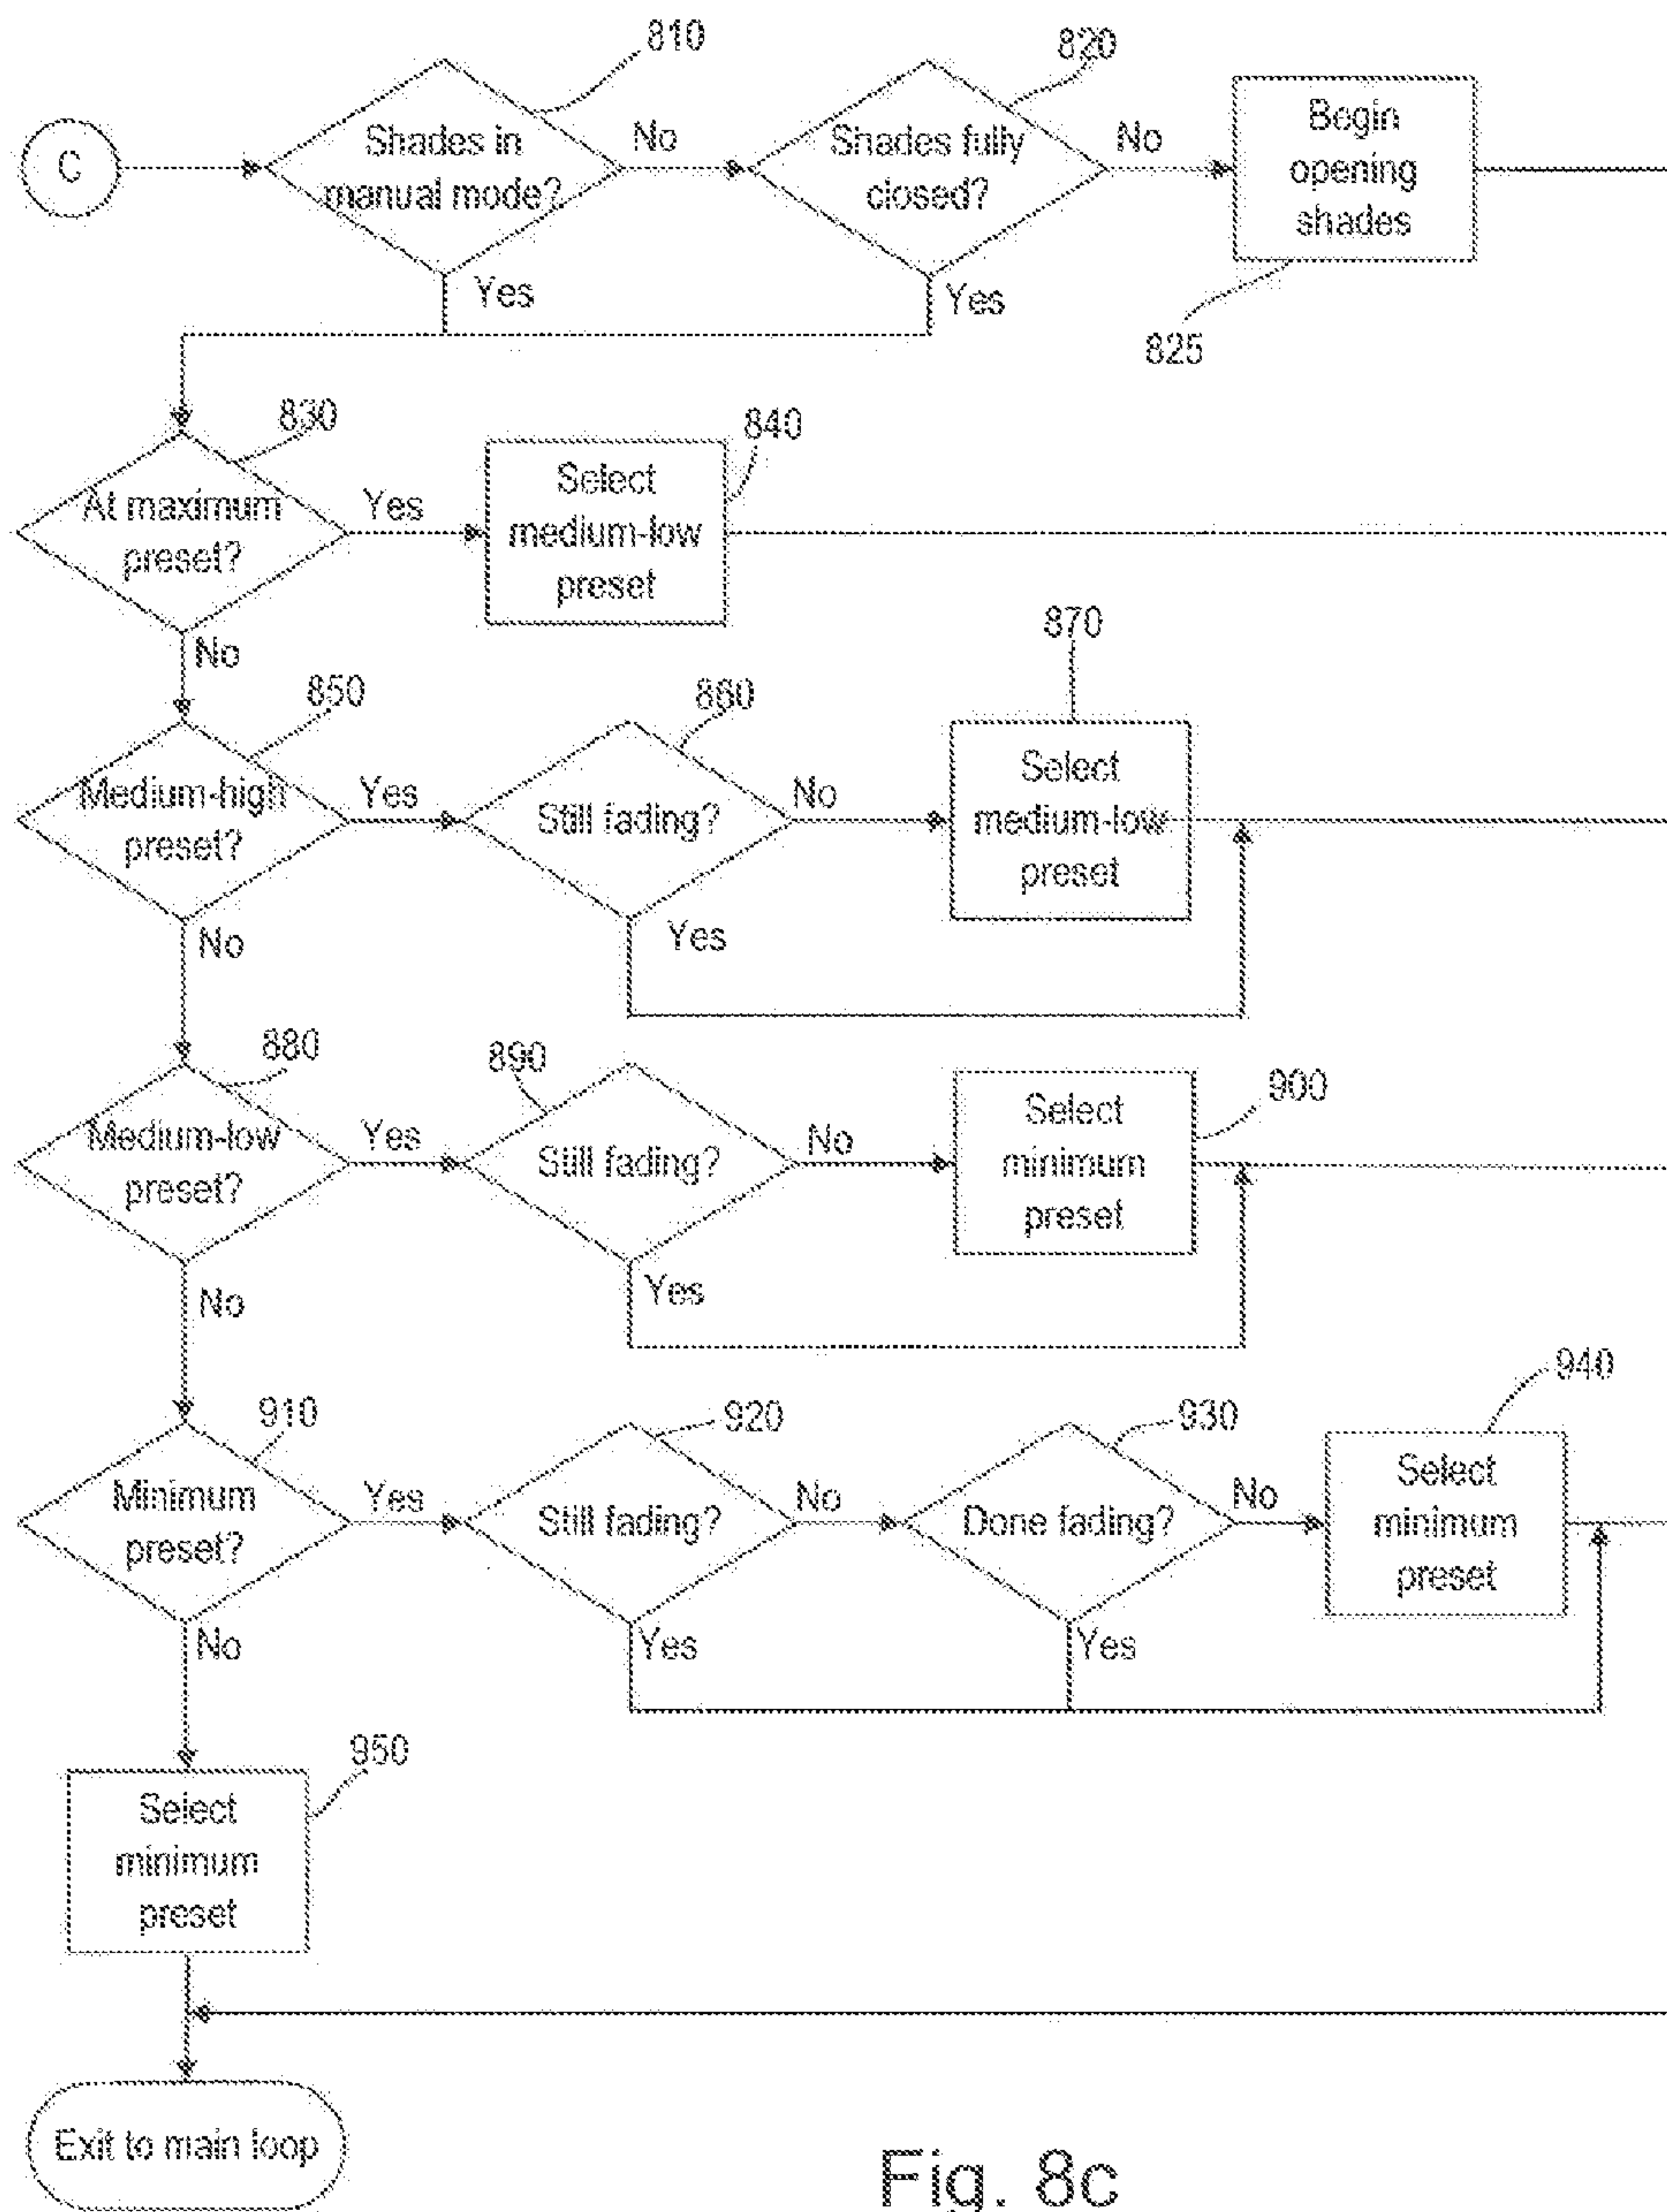 810
820
C
Shades in
manual mode?
No
Shades fully
closed?
No
Begin
opening
shades
Yes
Yes
825
830
840
At maximum
preset?
Yes
Select
medium-low
preset
No
870
850
860
Medium-high
preset?
Yes
Still fading?
No
Select
medium-low
preset
No
Yes
880
890
900
Medium-low
preset?
Yes
Still fading?
No
Select
minimum
preset
No
Yes
940
910
920
930
Minimum
preset?
Yes
Still fading?
No
Done fading?
No
Select
minimum
preset
No
Yes
Yes
950
Select
minimum
preset
Exit to main loop
Fig. 8c